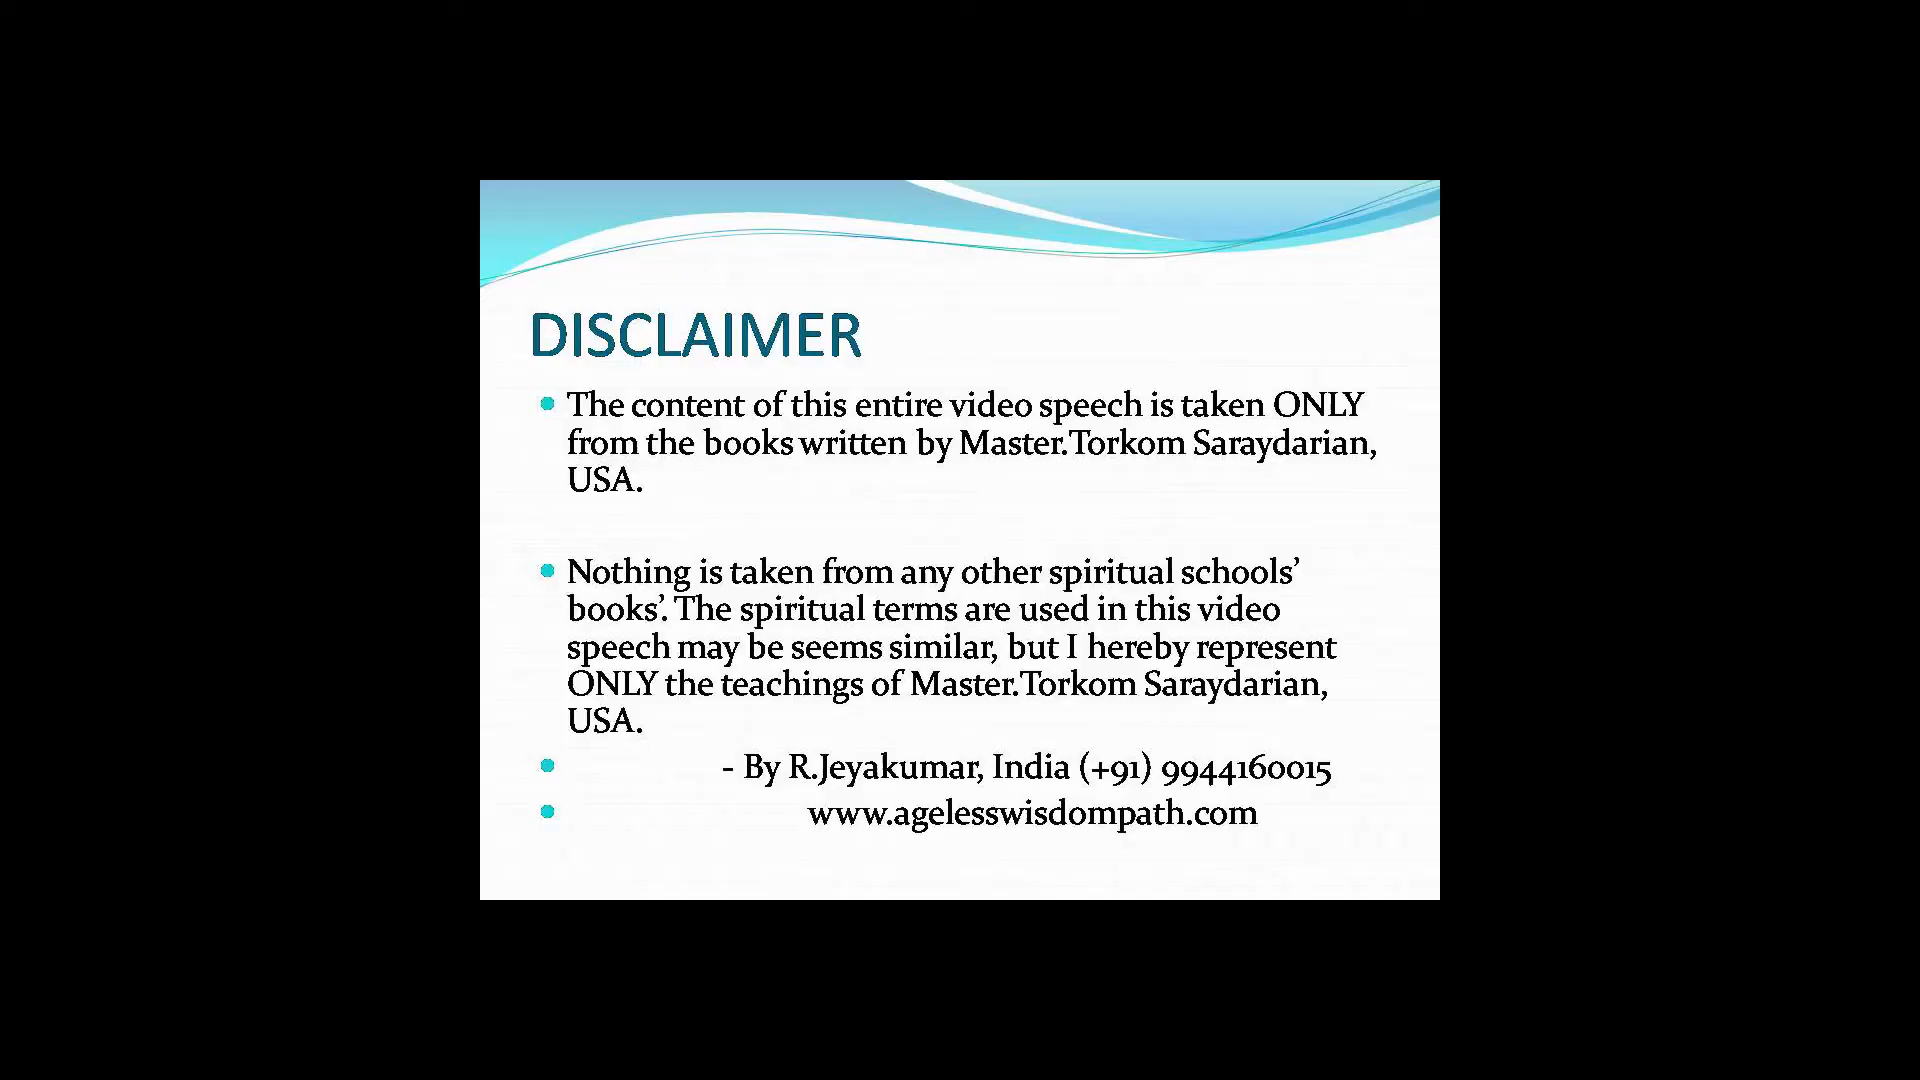 DISCLAIMER
• The content of this entire video speech is taken ONLY
from the books written by Master.Torkom Saraydarian,
USA.
• Nothing is taken from any other spiritual schools’
books’. The spiritual terms are used in this video
speech may be seems similar, but I hereby represent
ONLY the teachings of Master.Torkom Saraydarian,
USA.
• - By R.Jeyakumar, India (+91) 9944160015
• www.agelesswisdompath.com